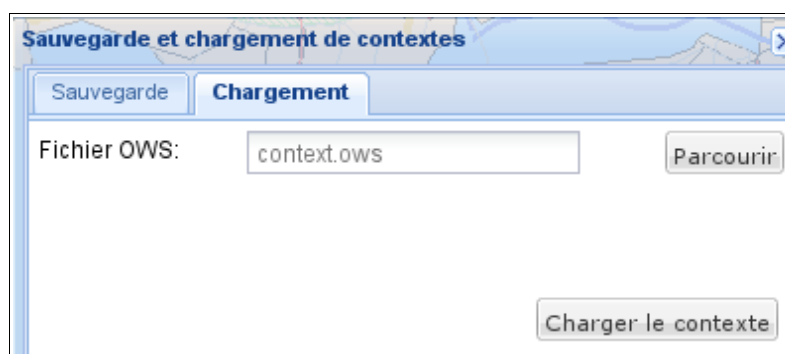 Sauvegarde et chargement de contextes
Sauvegarde Chargement
Fichier OWS: context.ows Parcourir
Charger le contexte